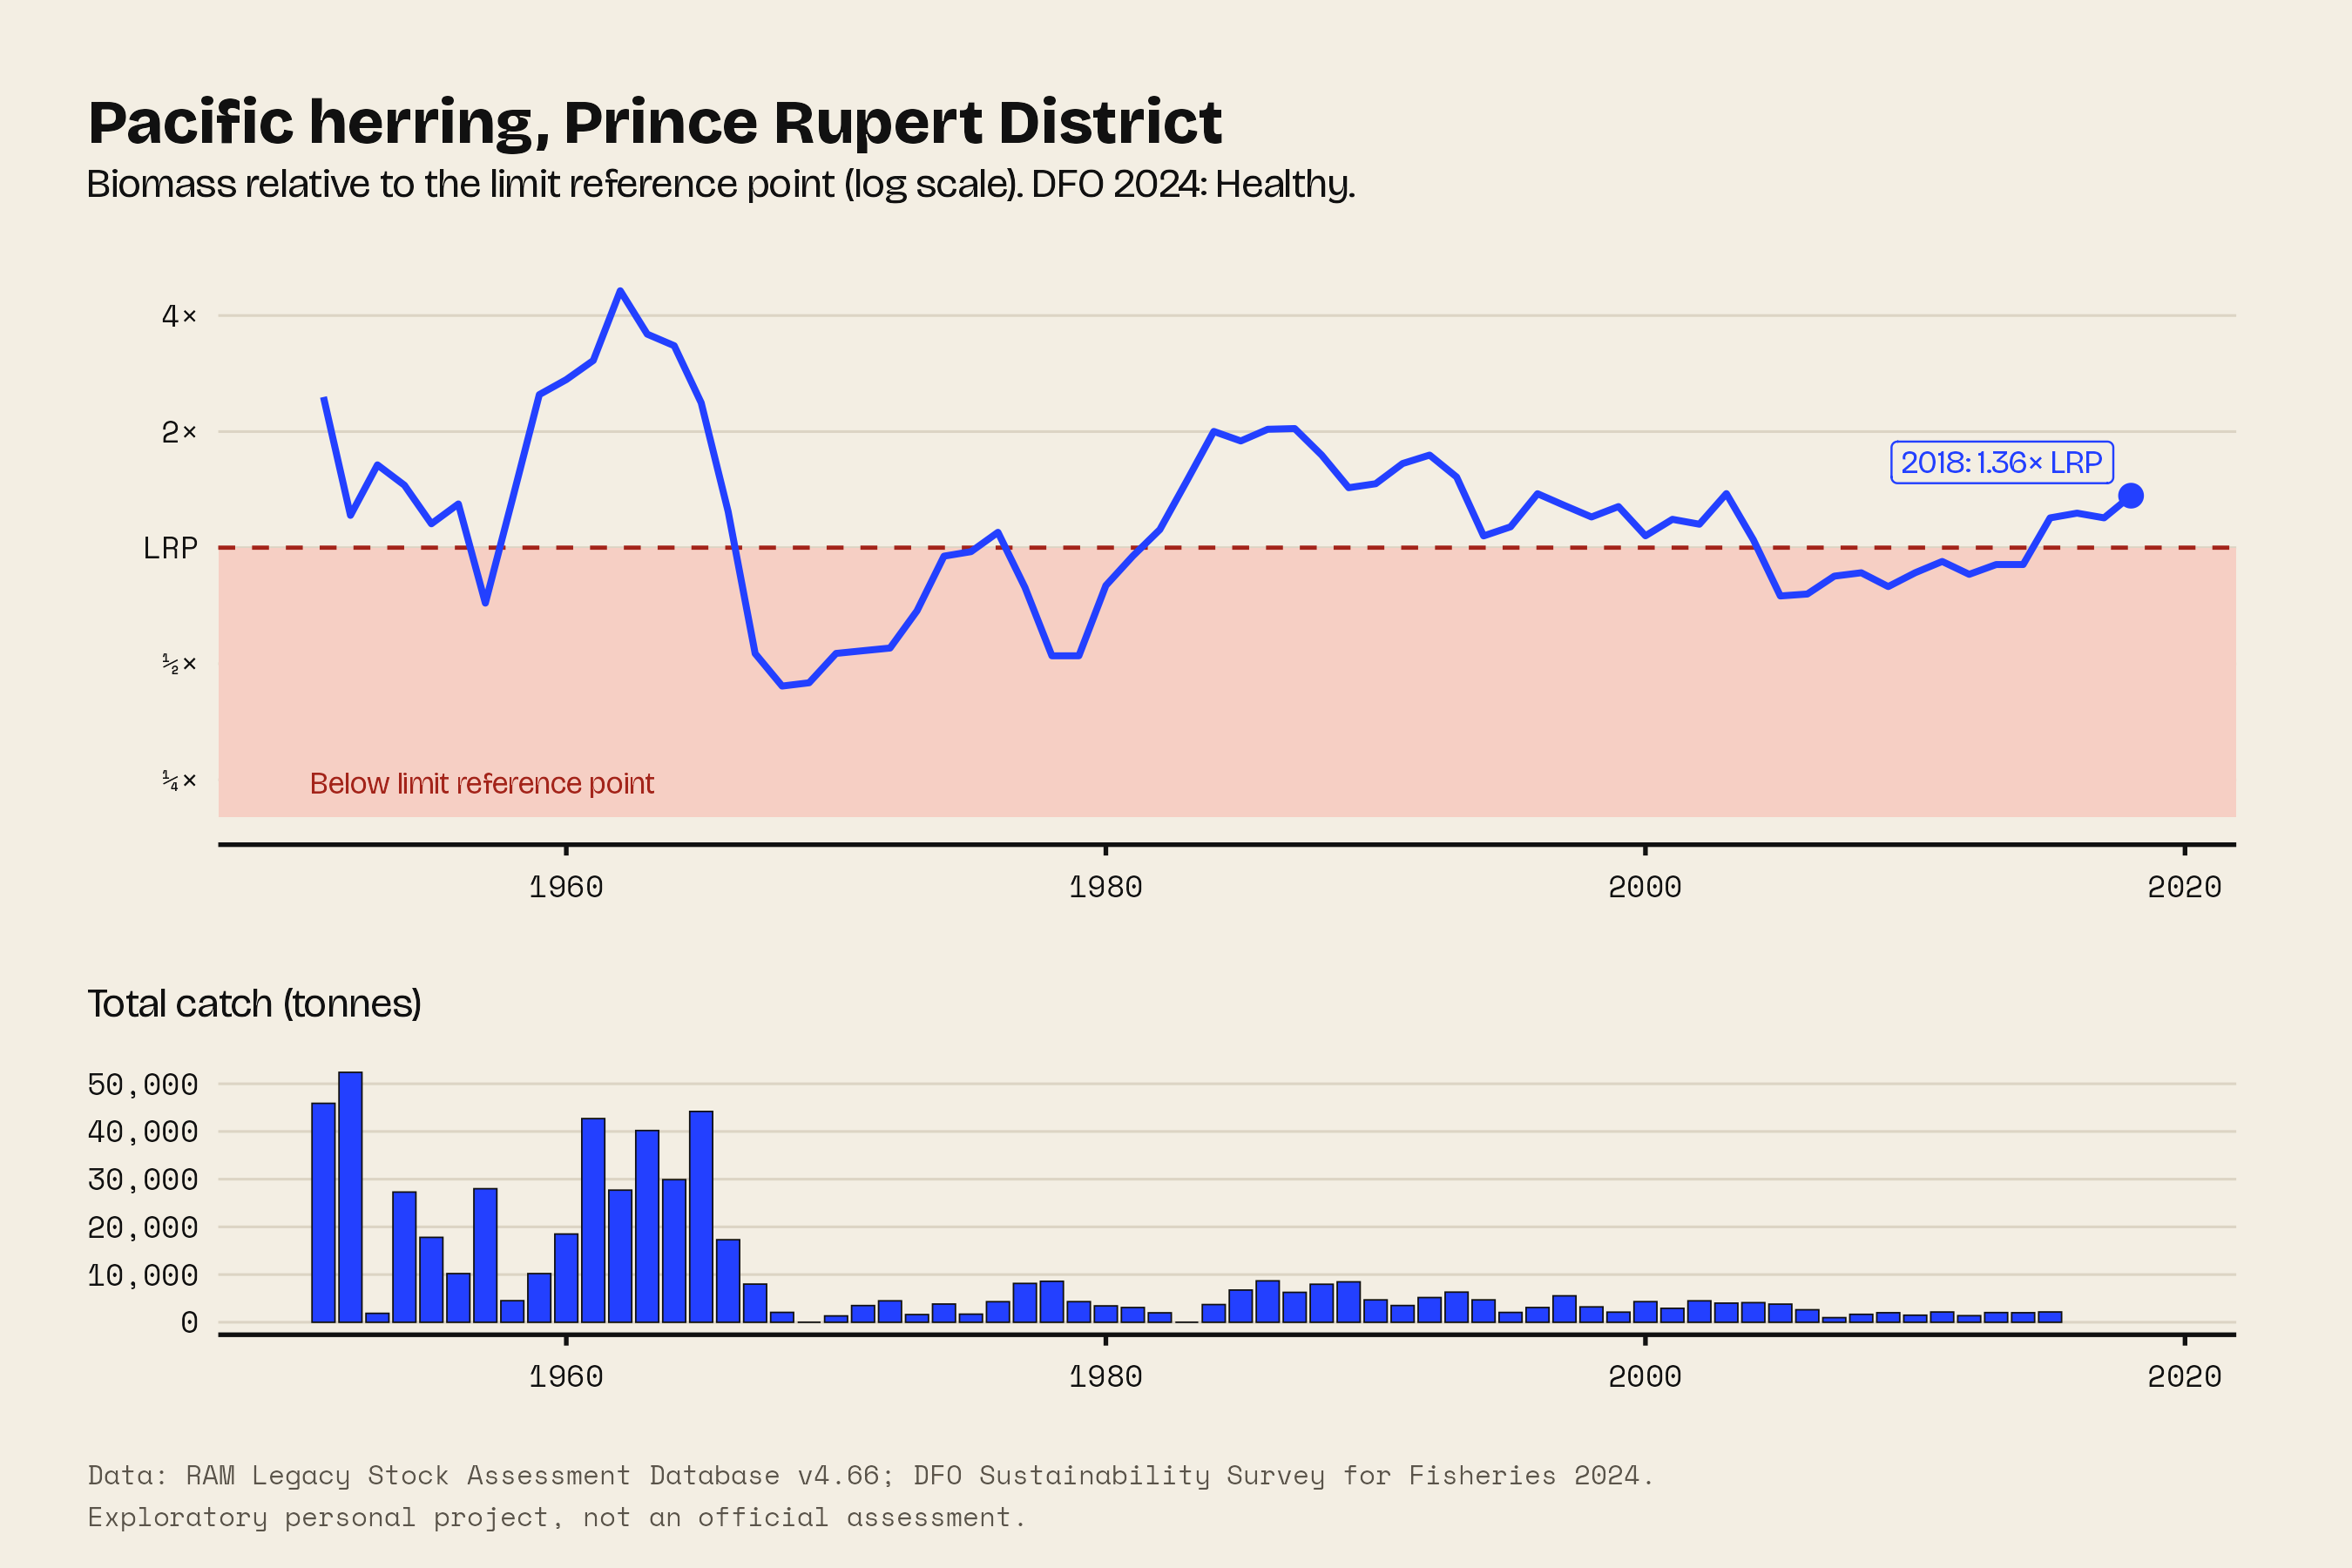 Pacific herring, Prince Rupert District
Biomass relative to the limit reference point (log scale). DFO 2024: Healthy.
4×
2×
2018: 1.36× LRP
LRP
½×
¼×
Below limit reference point
1960 1980 2000 2020
Total catch (tonnes)
50,000
40,000
30,000
20,000
10,000
0
1960 1980 2000 2020
Data: RAM Legacy Stock Assessment Database v4.66; DFO Sustainability Survey for Fisheries 2024.
Exploratory personal project, not an official assessment.